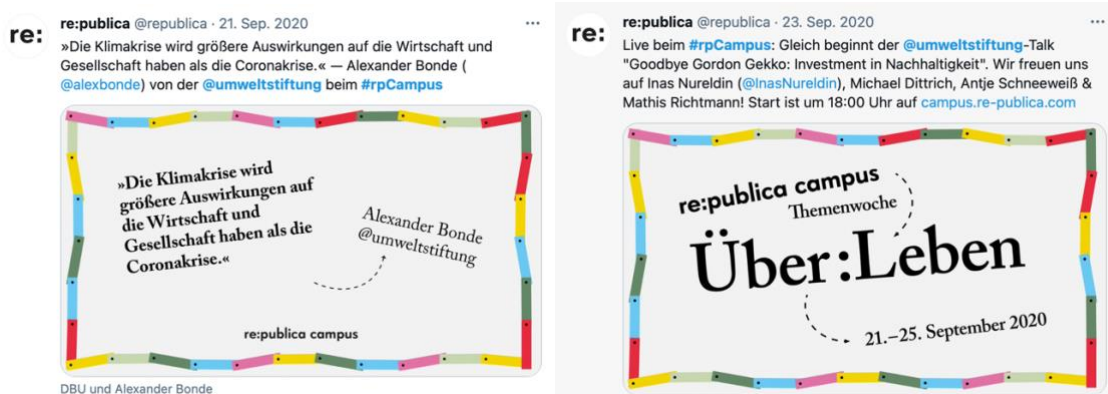 re:
re:publica @republica · 21. Sep. 2020
»Die Klimakrise wird größere Auswirkungen auf die Wirtschaft und
Gesellschaft haben als die Coronakrise.« — Alexander Bonde (
@alexbonde) von der @umweltstiftung beim #rpCampus
»Die Klimakrise wird
größere Auswirkungen auf
die Wirtschaft und
Gesellschaft haben als die
Coronakrise.«
Alexander Bonde
@umweltstiftung
re:publica campus
DBU und Alexander Bonde
re:
re:publica @republica · 23. Sep. 2020
Live beim #rpCampus: Gleich beginnt der @umweltstiftung-Talk
"Goodbye Gordon Gekko: Investment in Nachhaltigkeit". Wir freuen uns
auf Inas Nureldin (@InasNureldin), Michael Dittrich, Antje Schneeweiß &
Mathis Richtmann! Start ist um 18:00 Uhr auf campus.re-publica.com
re:publica campus
Themenwoche
Über:Leben
21.–25. September 2020